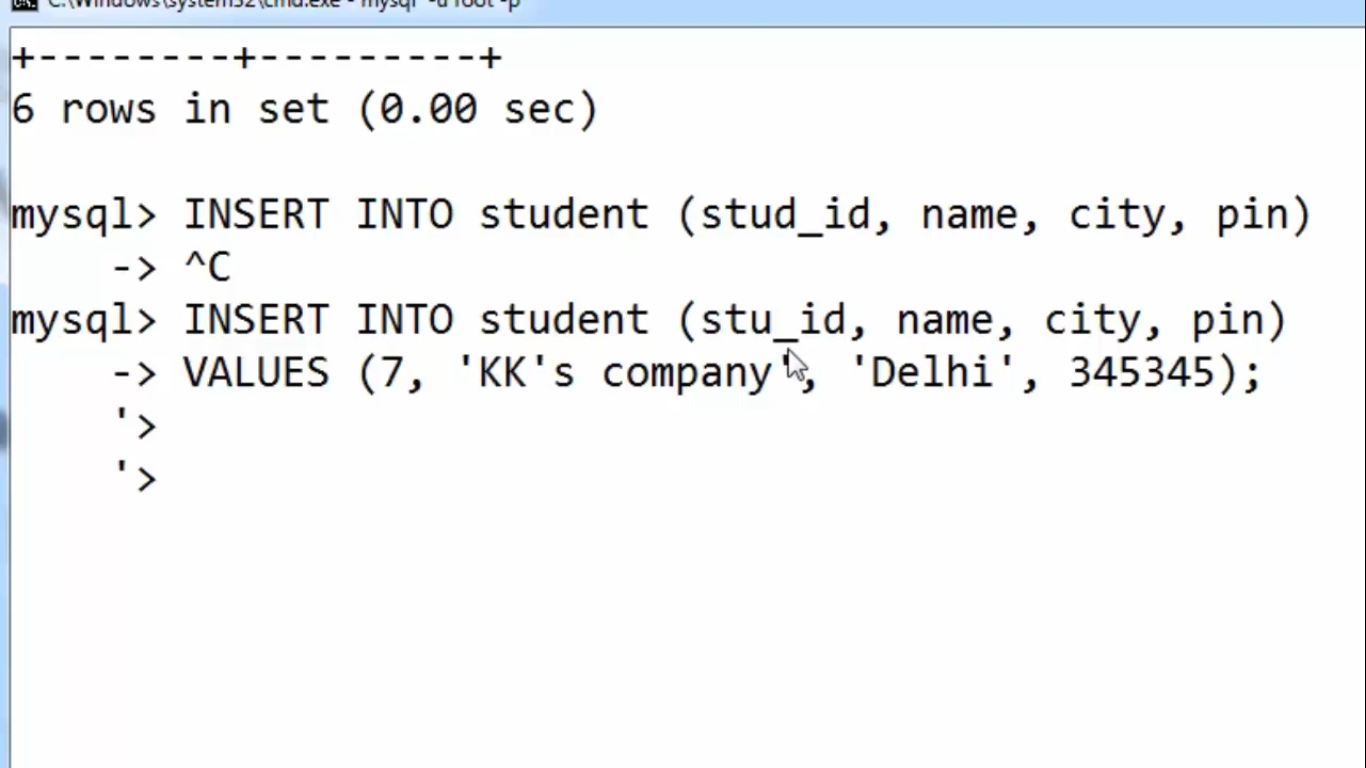 C:\Windows\system32\cmd.exe - mysql -u root -p
+--------+---------+
6 rows in set (0.00 sec)
mysql> INSERT INTO student (stud_id, name, city, pin)
-> ^C
mysql> INSERT INTO student (stu_id, name, city, pin)
-> VALUES (7, 'KK's company', 'Delhi', 345345);
'>
'>